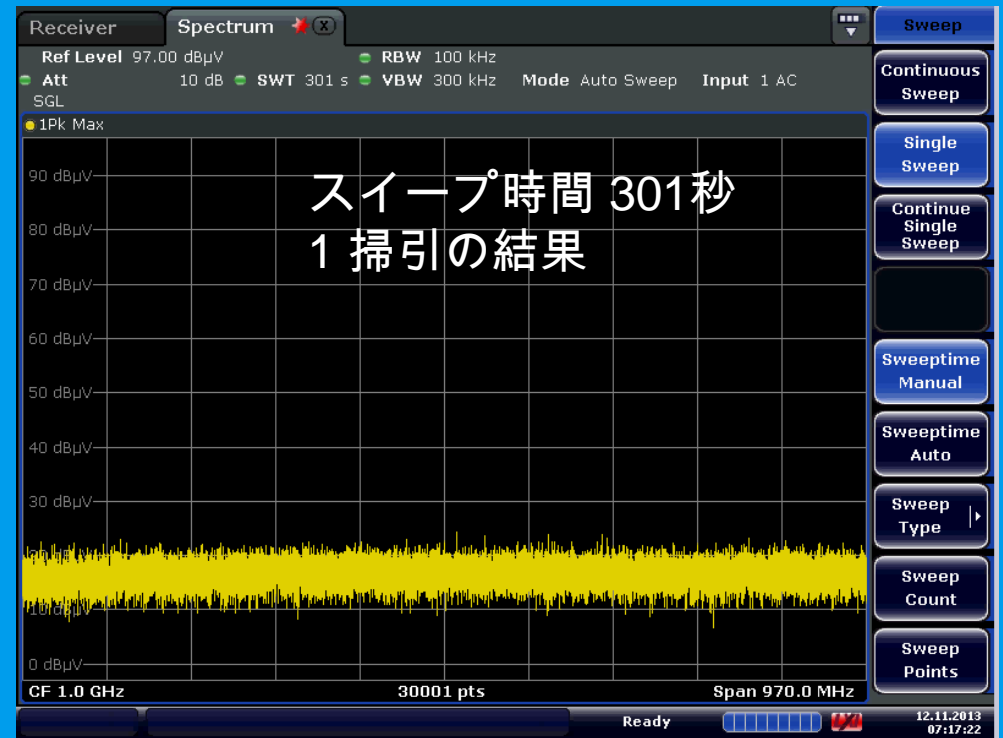 Receiver Spectrum X Sweep
Ref Level 97.00 dBµV RBW 100 kHz
Att 10 dB SWT 301 s VBW 300 kHz Mode Auto Sweep Input 1 AC
SGL
1Pk Max
90 dBµV
80 dBµV
70 dBµV
60 dBµV
50 dBµV
40 dBµV
30 dBµV
0 dBµV
スイープ時間 301秒
1 掃引の結果
CF 1.0 GHz 30001 pts Span 970.0 MHz
Ready
12.11.2013
07:17:22
Continuous
Sweep
Single
Sweep
Continue
Single
Sweep
Sweeptime
Manual
Sweeptime
Auto
Sweep
Type
Sweep
Count
Sweep
Points